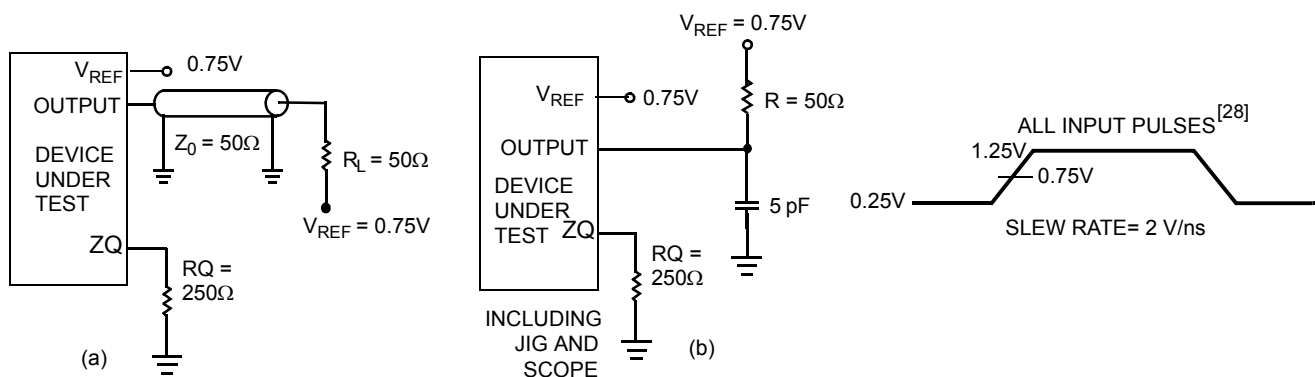 VREF
0.75V
OUTPUT
Z0 = 50Ω
DEVICE
UNDER
TEST
RL = 50Ω
VREF = 0.75V
ZQ
RQ =
250Ω
(a)
VREF = 0.75V
VREF
0.75V
R = 50Ω
OUTPUT
DEVICE
UNDER
TEST
ZQ
5 pF
RQ =
250Ω
INCLUDING
JIG AND
SCOPE
(b)
ALL INPUT PULSES[28]
1.25V
0.75V
0.25V
SLEW RATE= 2 V/ns